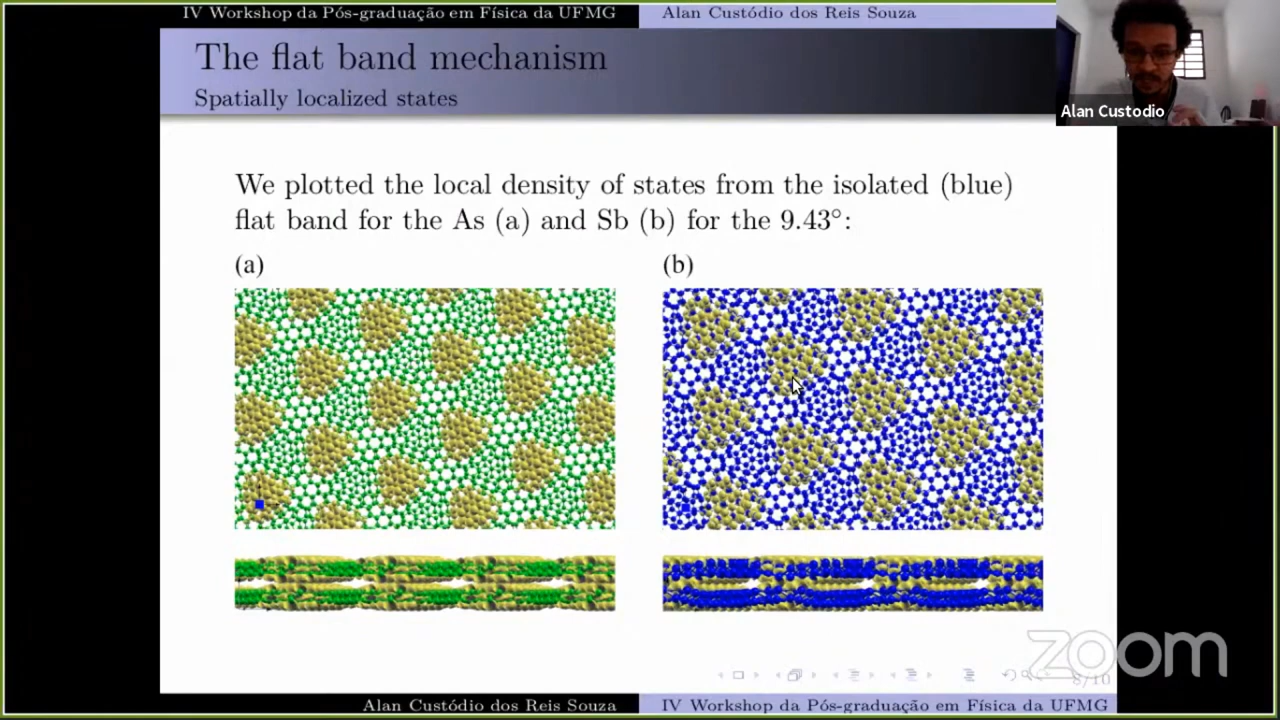 IV Workshop da Pós-graduação em Física da UFMG
Alan Custódio dos Reis Souza
The flat band mechanism
Spatially localized states
Alan Custodio
We plotted the local density of states from the isolated (blue)
flat band for the As (a) and Sb (b) for the 9.43°:
(a)
(b)
zoom
8/10
Alan Custódio dos Reis Souza
IV Workshop da Pós-graduação em Física da UFMG